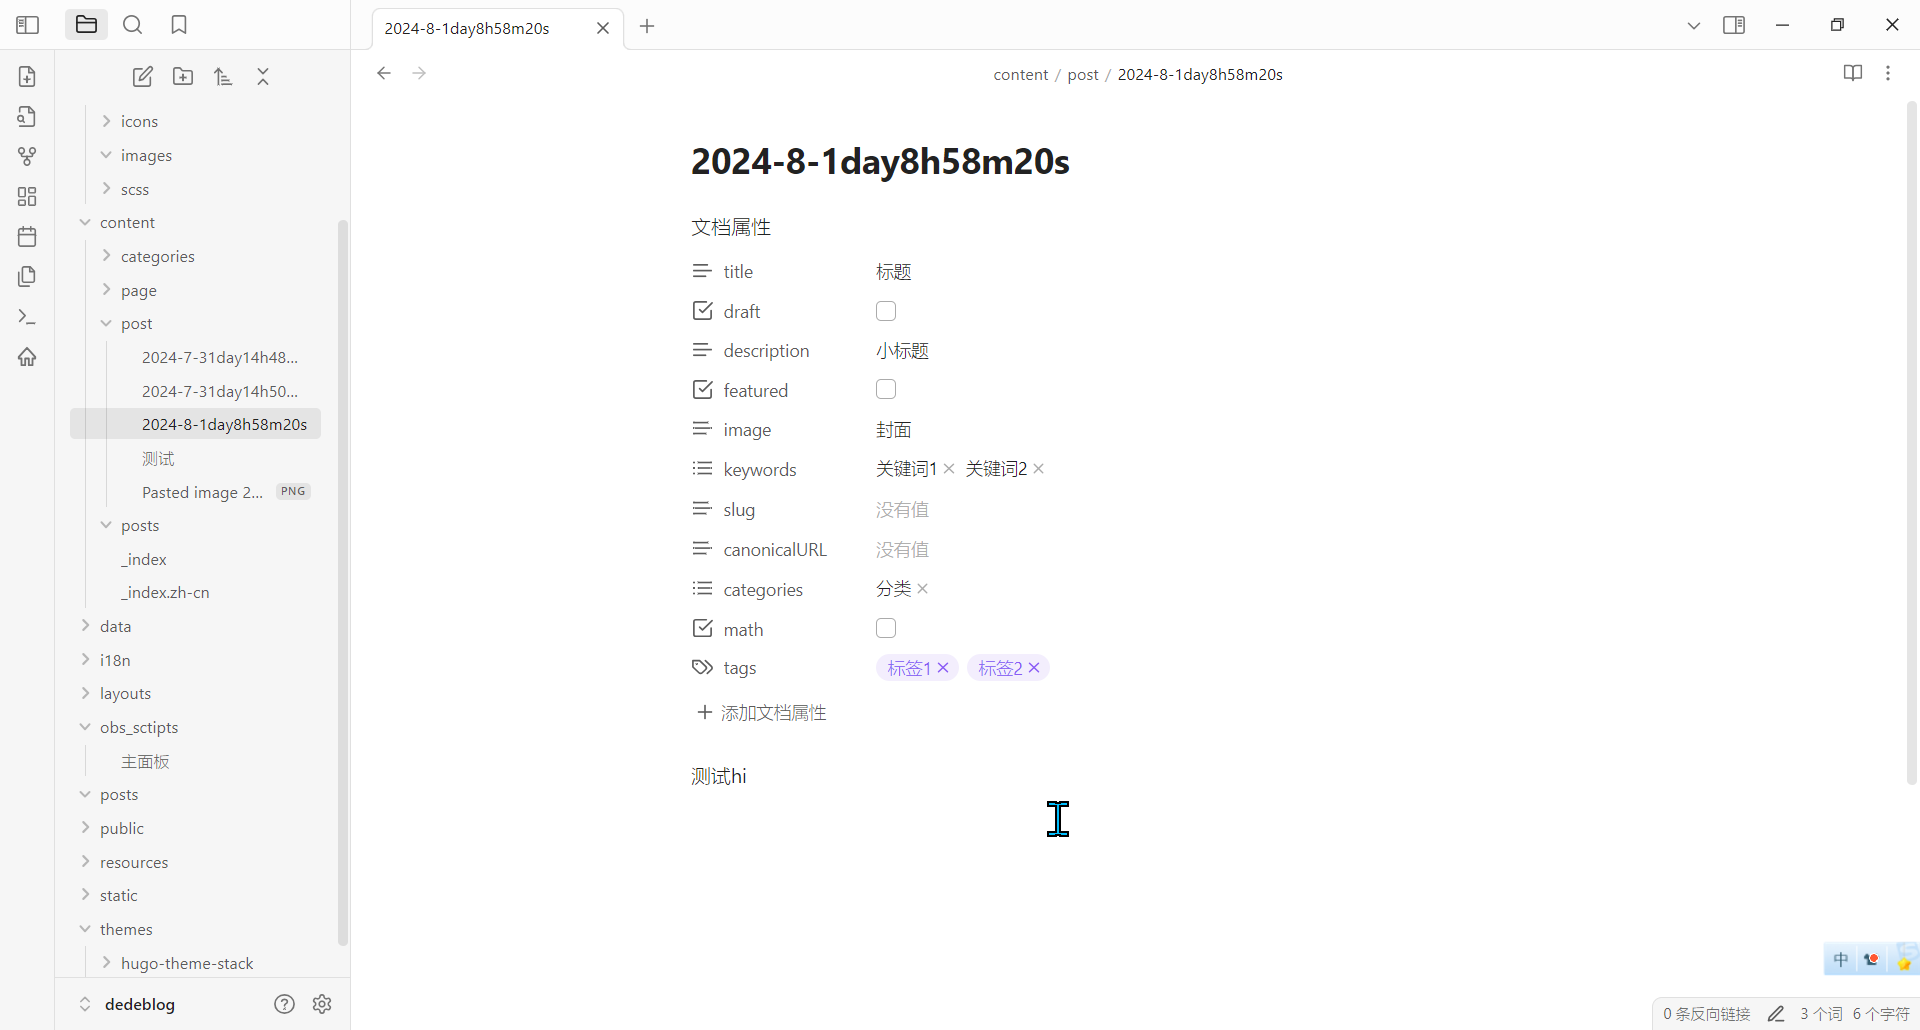 2024-8-1day8h58m20s
icons
images
scss
content
categories
page
post
2024-7-31day14h48...
2024-7-31day14h50...
2024-8-1day8h58m20s
测试
Pasted image 2... PNG
posts
_index
_index.zh-cn
data
i18n
layouts
obs_sctipts
主面板
posts
public
resources
static
themes
hugo-theme-stack
dedeblog
content / post / 2024-8-1day8h58m20s
2024-8-1day8h58m20s
文档属性
title 标题
draft
description 小标题
featured
image 封面
keywords 关键词1 关键词2
slug 没有值
canonicalURL 没有值
categories 分类
math
tags 标签1 标签2
添加文档属性
测试hi
中
0 条反向链接 3 个词 6 个字符